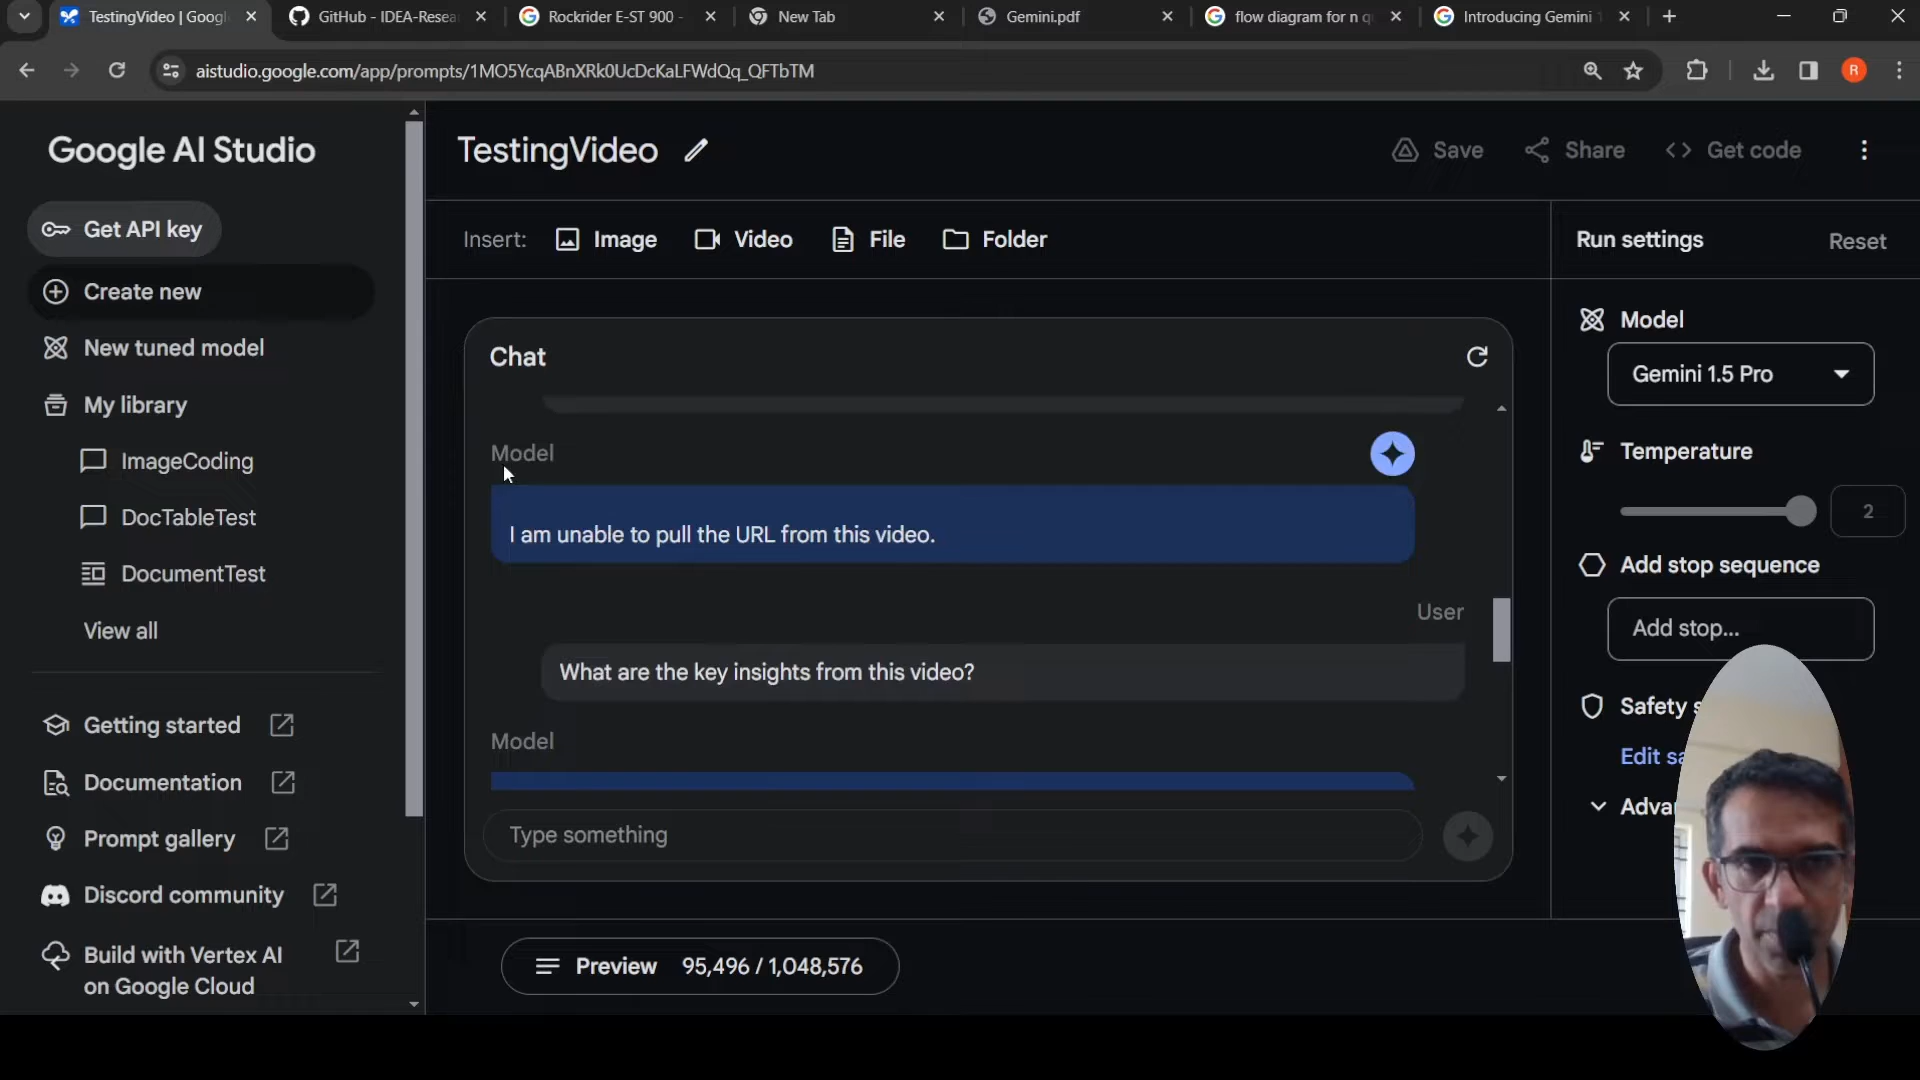 TestingVideo | Googl
GitHub - IDEA-Resea
Rockrider E-ST 900 -
New Tab
Gemini.pdf
flow diagram for n q
Introducing Gemini 1
aistudio.google.com/app/prompts/1MO5YcqABnXRk0UcDcKaLFWdQq_QFTbTM
R
Google AI Studio
Get API key
Create new
New tuned model
My library
ImageCoding
DocTableTest
DocumentTest
View all
Getting started
Documentation
Prompt gallery
Discord community
Build with Vertex AI
on Google Cloud
TestingVideo
Save
Share
Get code
Insert:
Image
Video
File
Folder
Chat
Model
I am unable to pull the URL from this video.
User
What are the key insights from this video?
Model
Type something
Preview 95,496 / 1,048,576
Run settings
Reset
Model
Gemini 1.5 Pro
Temperature
2
Add stop sequence
Add stop...
Safety s
Edit sa
Adva